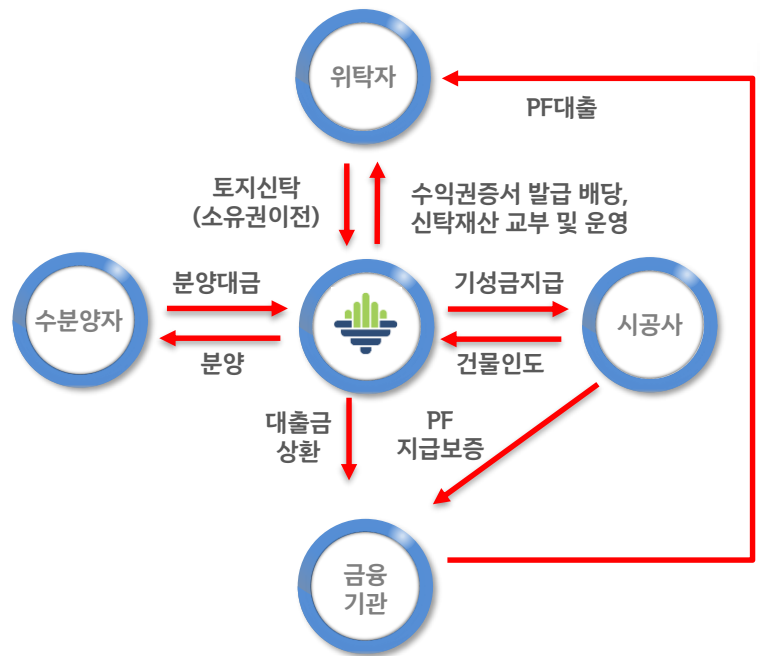 위탁자
PF대출
토지신탁
(소유권이전)
수익권증서 발급 배당,
신탁재산 교부 및 운영
분양대금
기성금지급
수분양자
시공사
분양
건물인도
대출금
상환
PF
지급보증
금융
기관